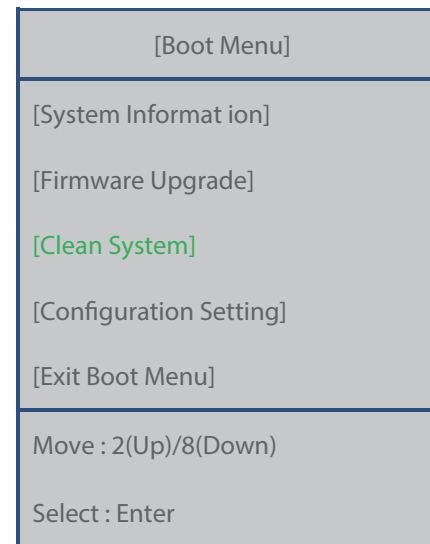 [Boot Menu]
[System Informat ion]
[Firmware Upgrade]
[Clean System]
[Configuration Setting]
[Exit Boot Menu]
Move : 2(Up)/8(Down)
Select : Enter